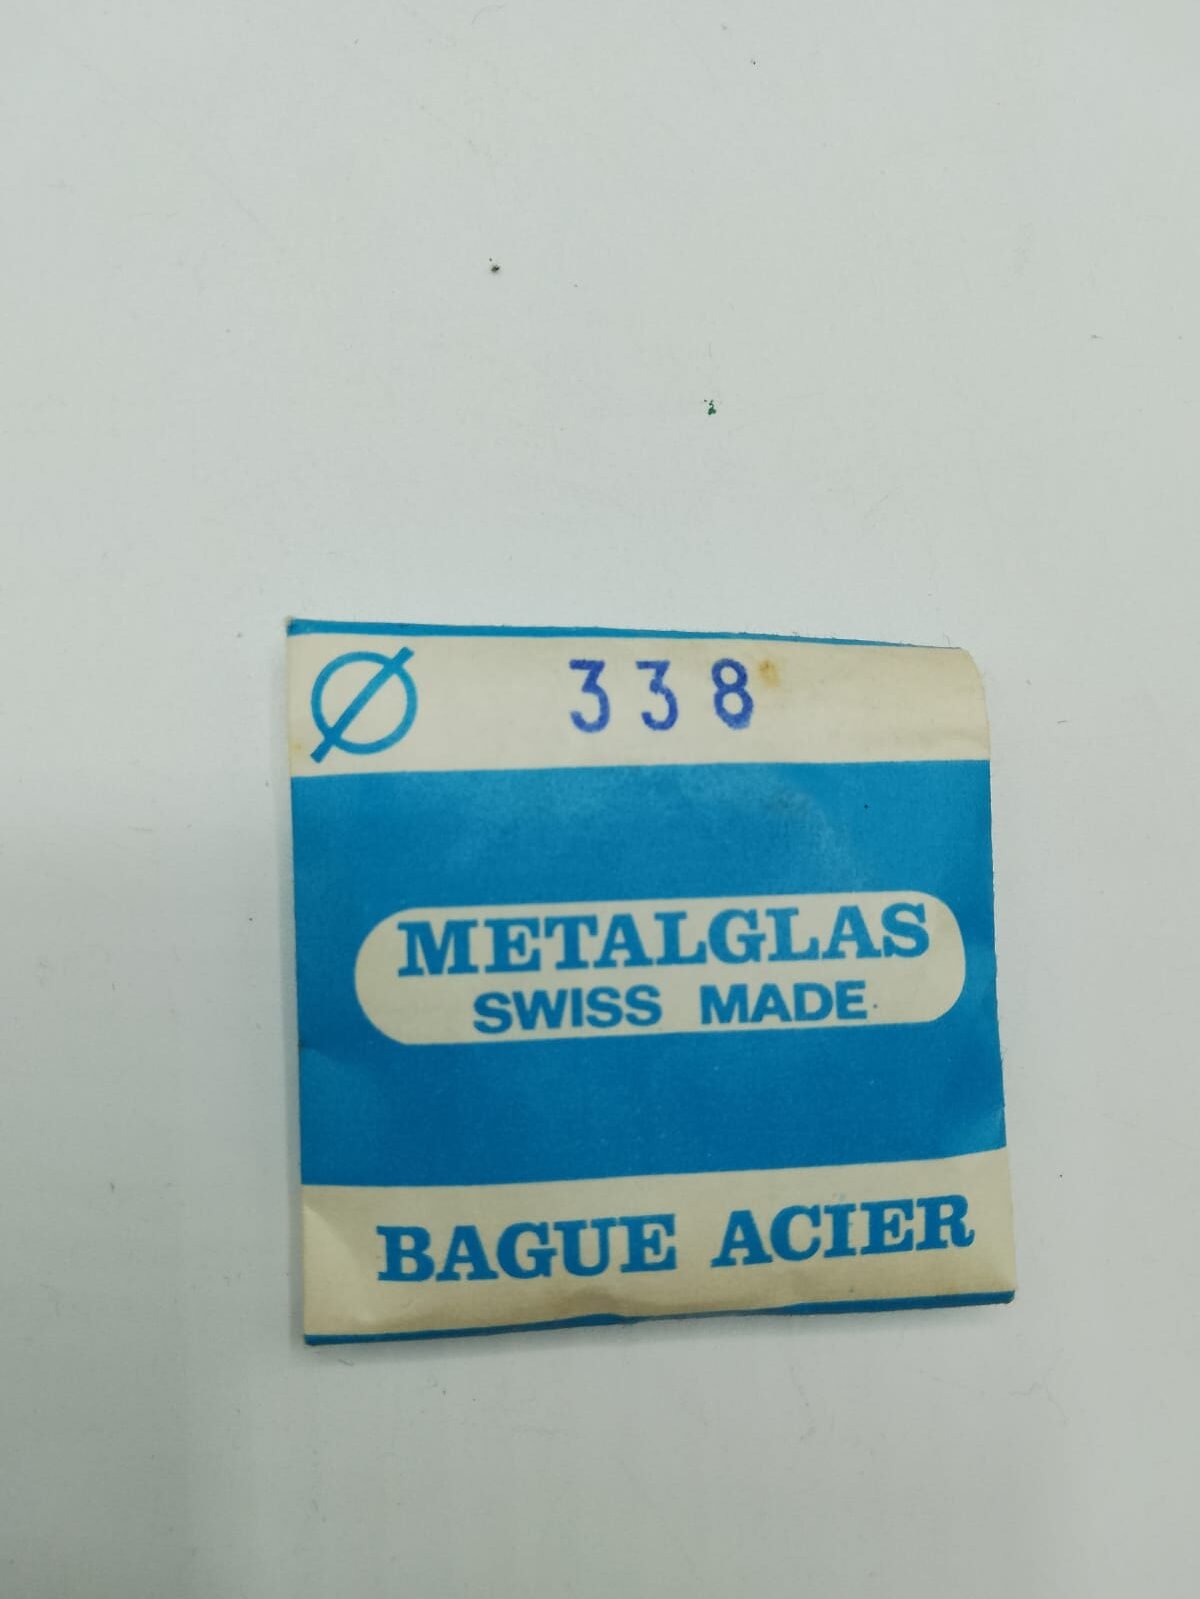 Ø 338
METALGLAS
SWISS MADE
BAGUE ACIER